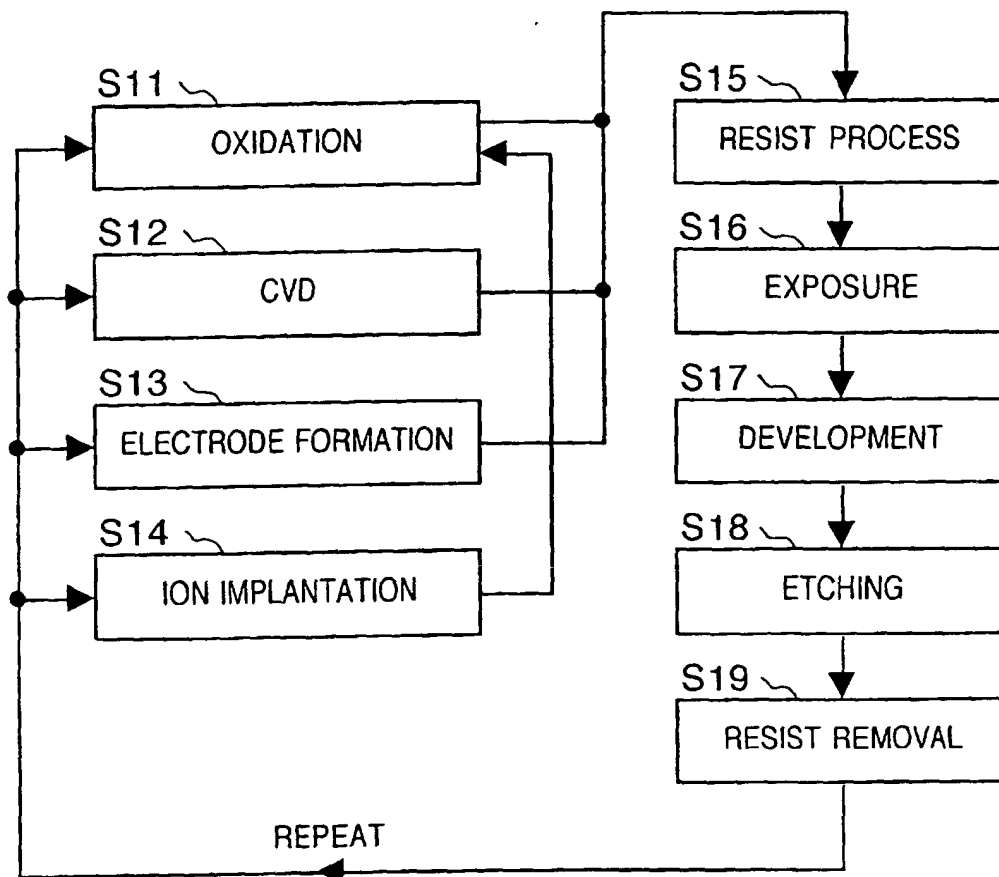 S11
OXIDATION
S12
CVD
S13
ELECTRODE FORMATION
S14
ION IMPLANTATION
S15
RESIST PROCESS
S16
EXPOSURE
S17
DEVELOPMENT
S18
ETCHING
S19
RESIST REMOVAL
REPEAT